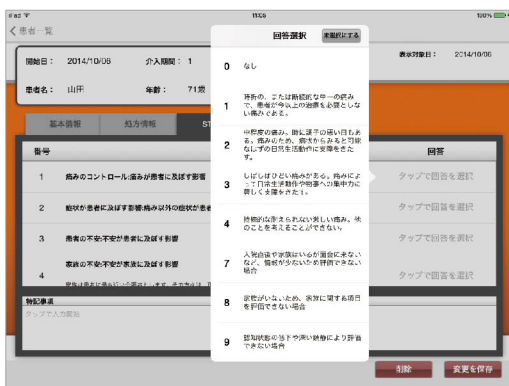 iPad
11:05
100%
患者一覧
開始日： 2014/10/06 介入期間： 1
表示対象日： 2014/10/06
患者名： 山田 年齢： 71歳
基本情報 処方情報 ST
番号 回答
1 痛みのコントロール:痛みが患者に及ぼす影響 タップで回答を選択
2 症状が患者に及ぼす影響:痛み以外の症状が患者 タップで回答を選択
3 患者の不安:不安が患者に及ぼす影響 タップで回答を選択
4 家族の不安:不安が家族に及ぼす影響 タップで回答を選択
特記事項
タップで入力開始
削除 変更を保存
回答選択 未選択にする
0 なし
1 時折の、または断続的な単一の痛み
で、患者が今以上の治療を必要としな
い痛みである。
2 中程度の痛み。時に調子の悪い日もあ
る。痛みのため、病状からみると可能
なはずの日常生活動作に支障をきた
す。
3 しばしばひどい痛みがある。痛みによ
って日常生活動作や物事への集中力に
著しく支障をきたす。
4 持続的な耐えられない激しい痛み。他
のことを考えることができない。
7 入院直後や家族はいるが面会に来ない
など、情報が少ないため評価できない
場合
8 家族がいないため、家族に関する項目
を評価できない場合
9 認知状態の低下や深い鎮静により評価
できない場合